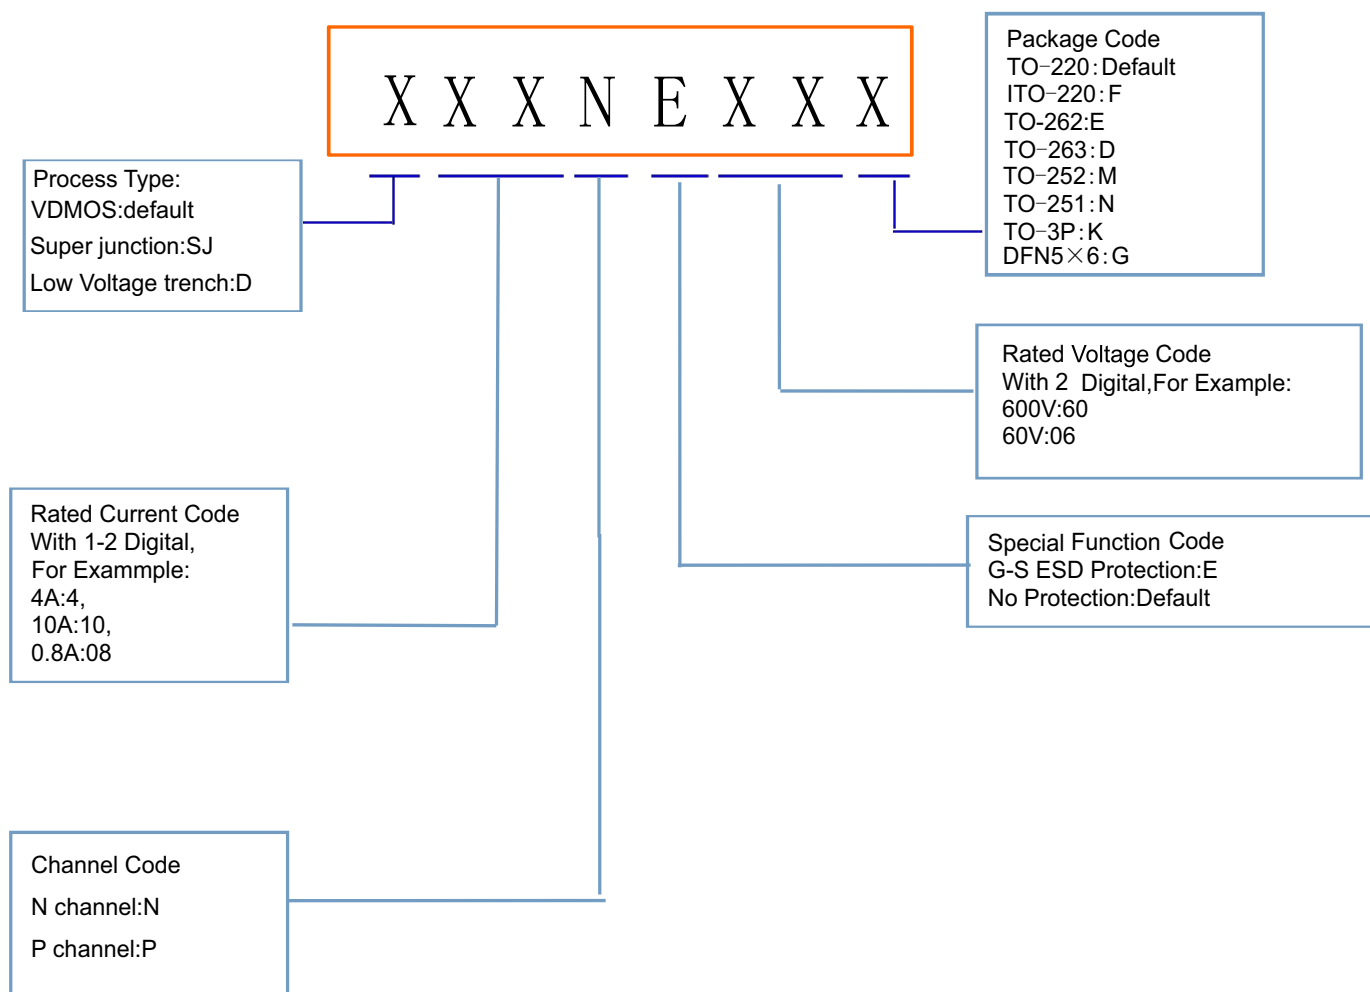 X X X N E X X X
Process Type:
VDMOS:default
Super junction:SJ
Low Voltage trench:D
Package Code
TO-220:Default
ITO-220:F
TO-262:E
TO-263:D
TO-252:M
TO-251:N
TO-3P:K
DFN5×6:G
Rated Voltage Code
With 2 Digital,For Example:
600V:60
60V:06
Rated Current Code
With 1-2 Digital,
For Exammple:
4A:4,
10A:10,
0.8A:08
Special Function Code
G-S ESD Protection:E
No Protection:Default
Channel Code
N channel:N
P channel:P